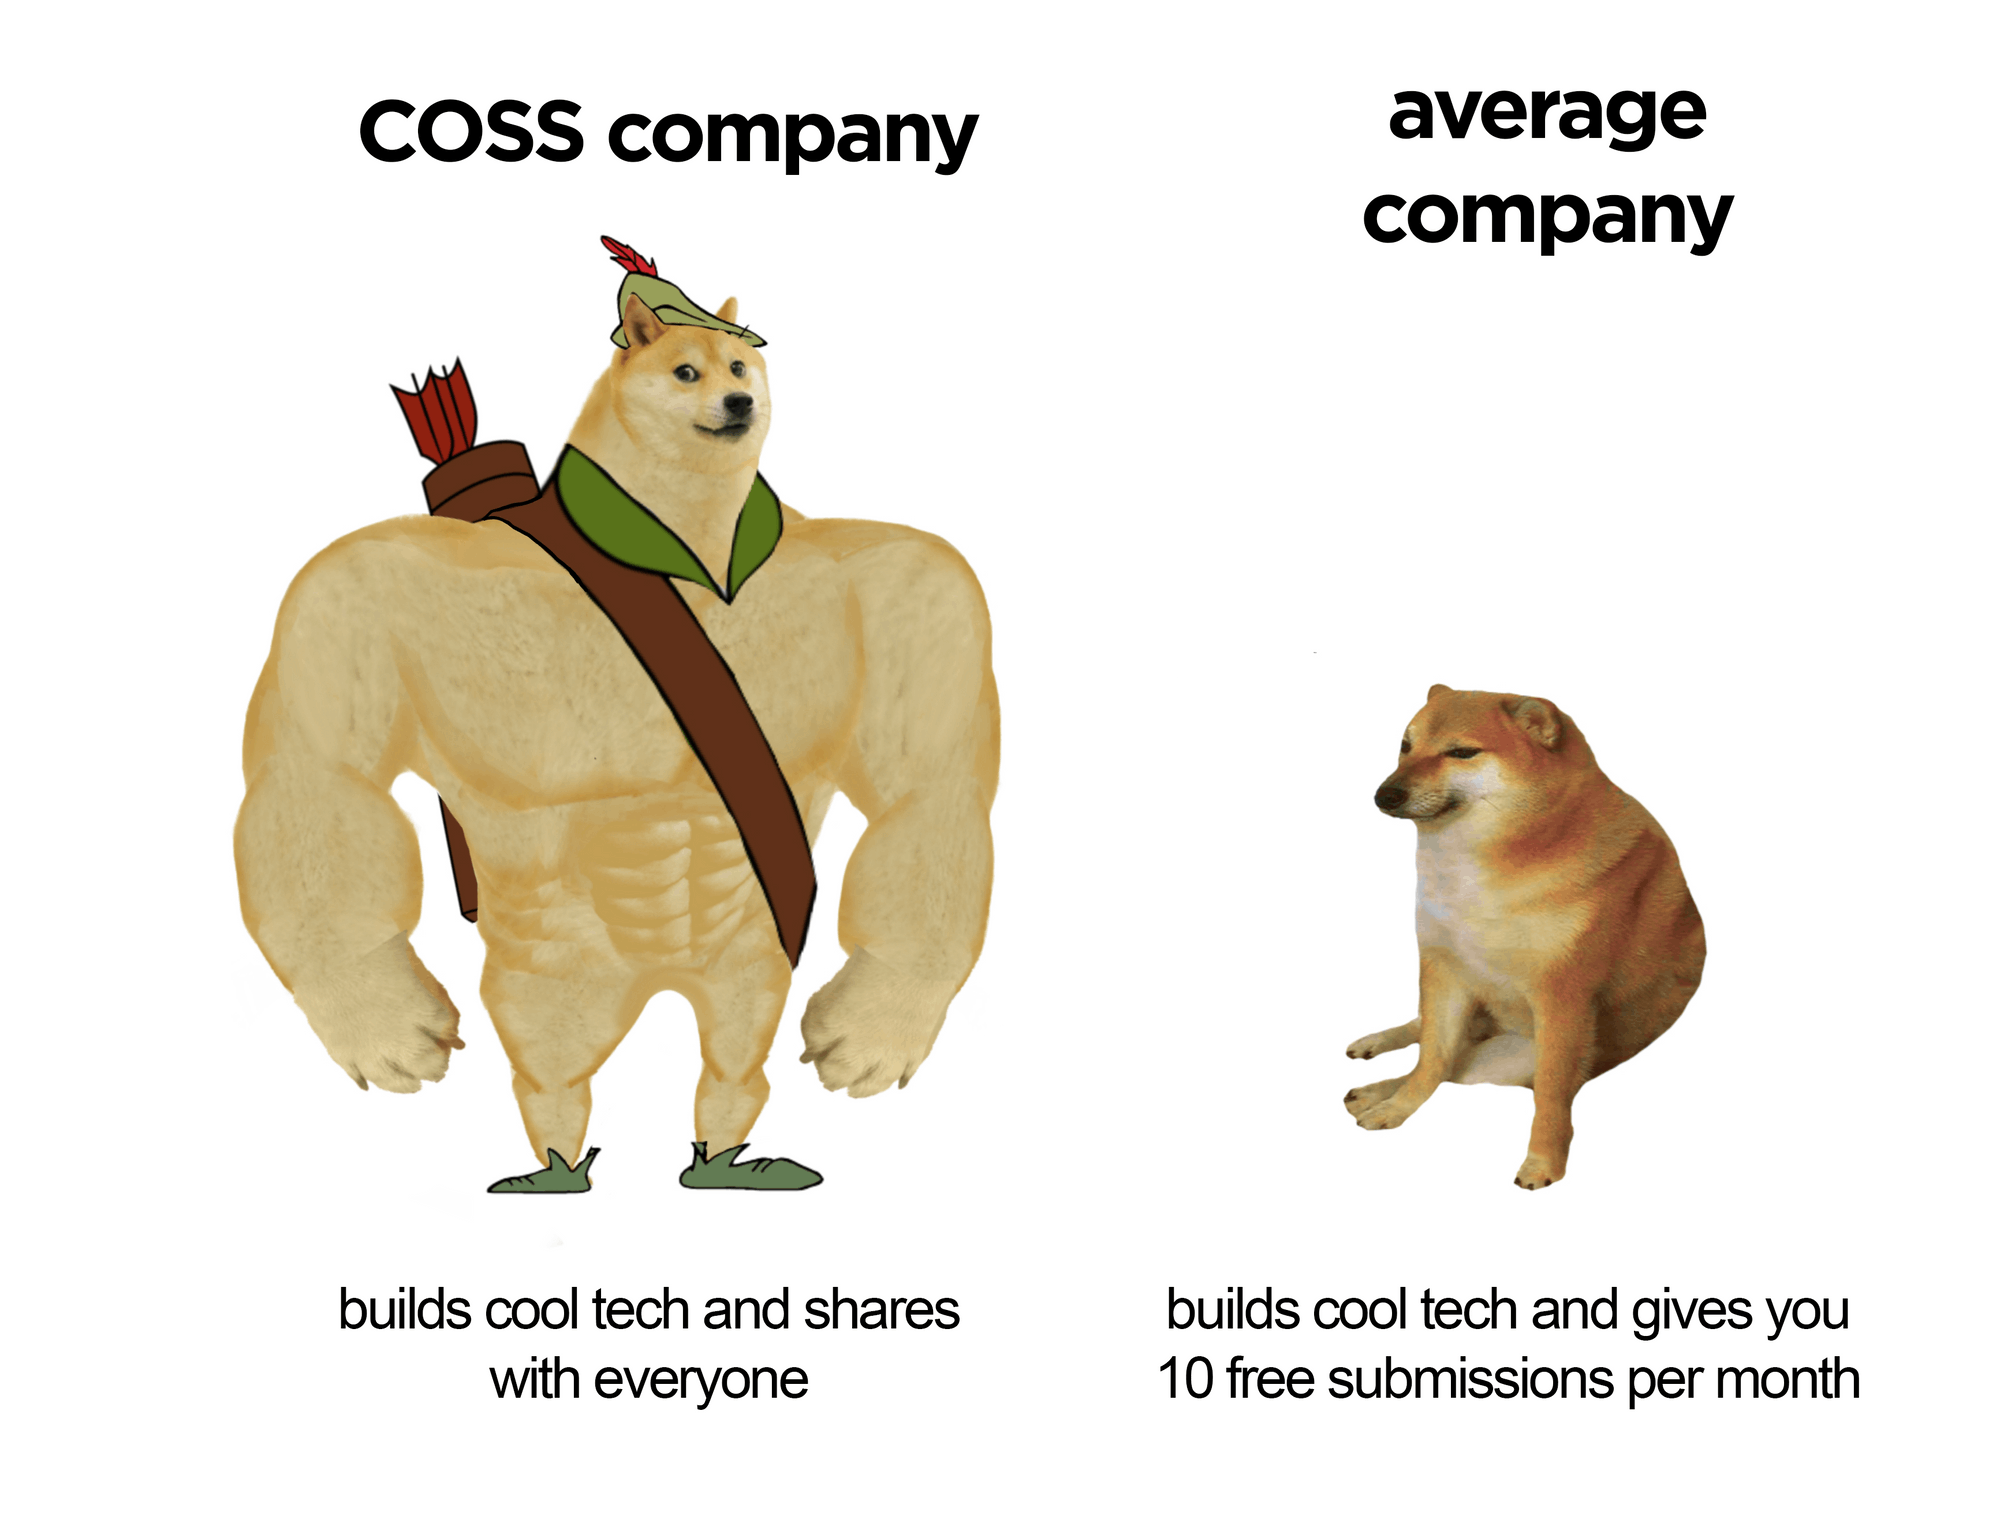 COSS company
average
company
builds cool tech and shares
with everyone
builds cool tech and gives you
10 free submissions per month